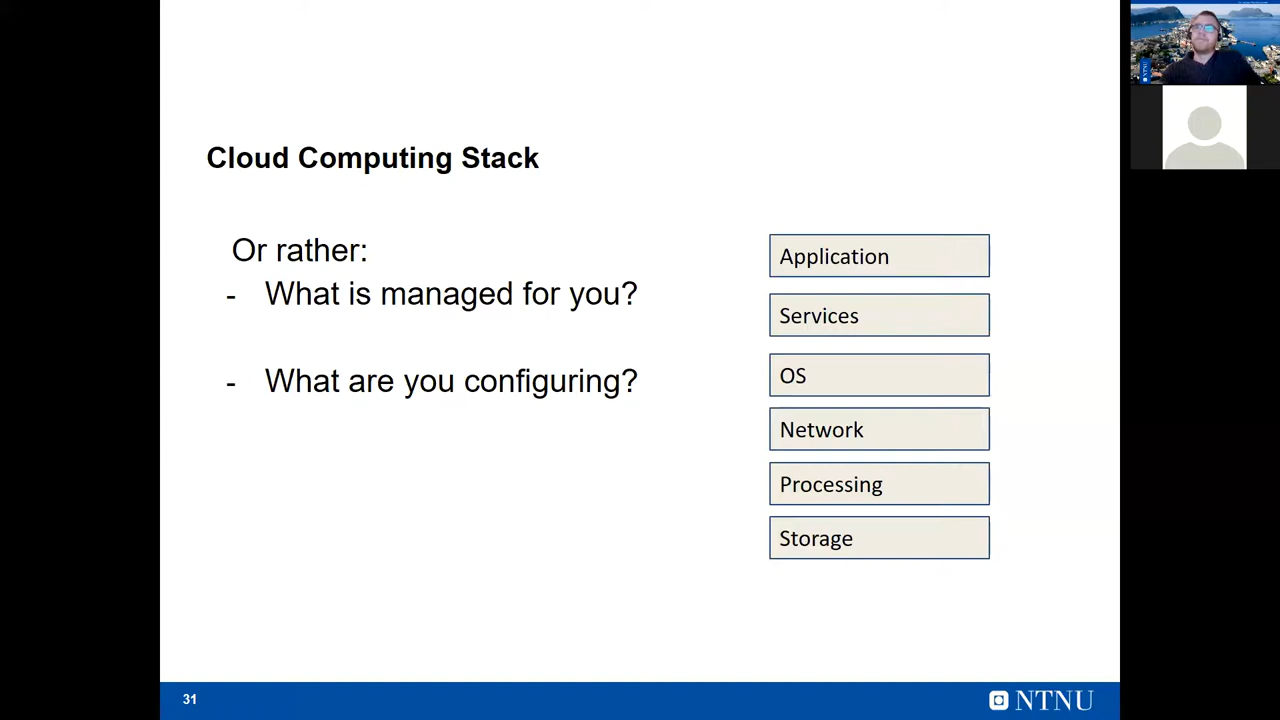 Cloud Computing Stack
Or rather:
- What is managed for you?
- What are you configuring?
Application
Services
OS
Network
Processing
Storage
31
NTNU
NTNU